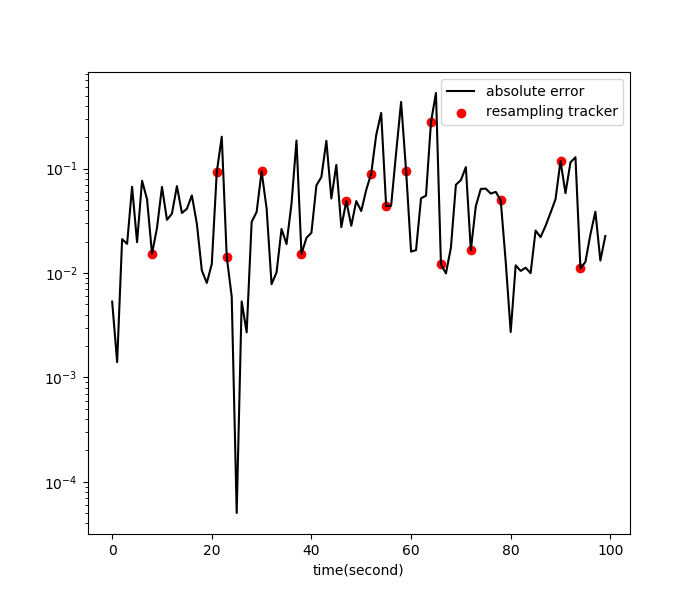 absolute error
resampling tracker
10⁻¹
10⁻²
10⁻³
10⁻⁴
0 20 40 60 80 100
time(second)